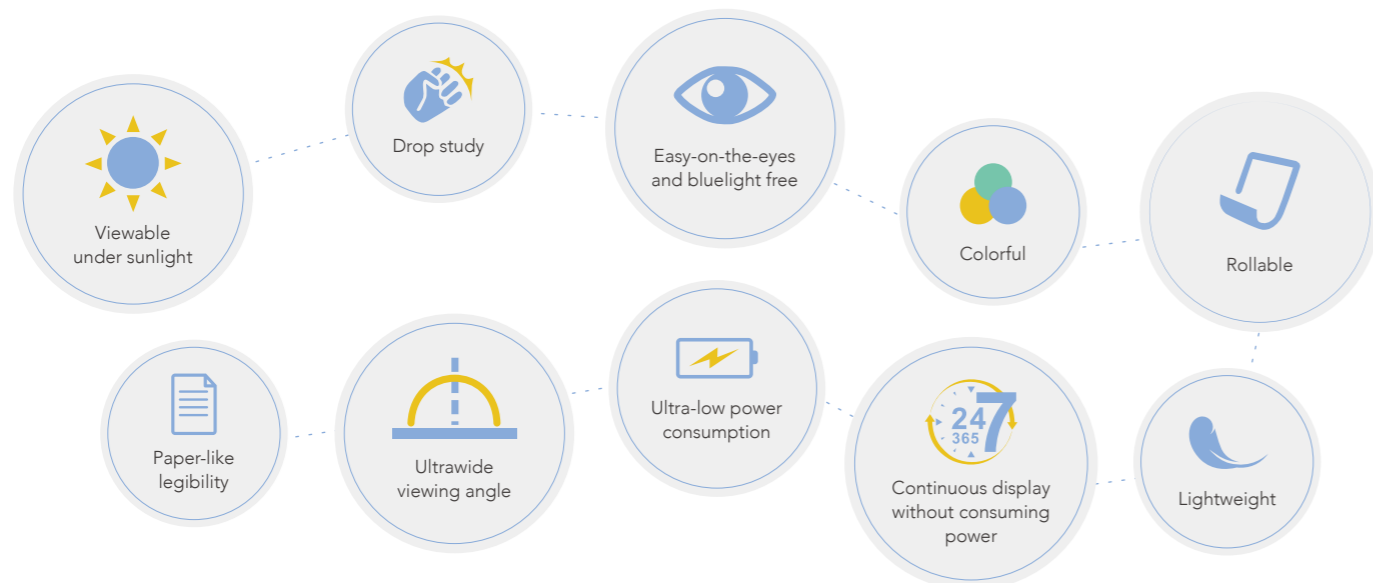 Viewable
under sunlight
Drop study
Easy-on-the-eyes
and bluelight free
Colorful
Rollable
Lightweight
24
7
365
Continuous display
without consuming
power
Ultra-low power
consumption
Ultrawide
viewing angle
Paper-like
legibility